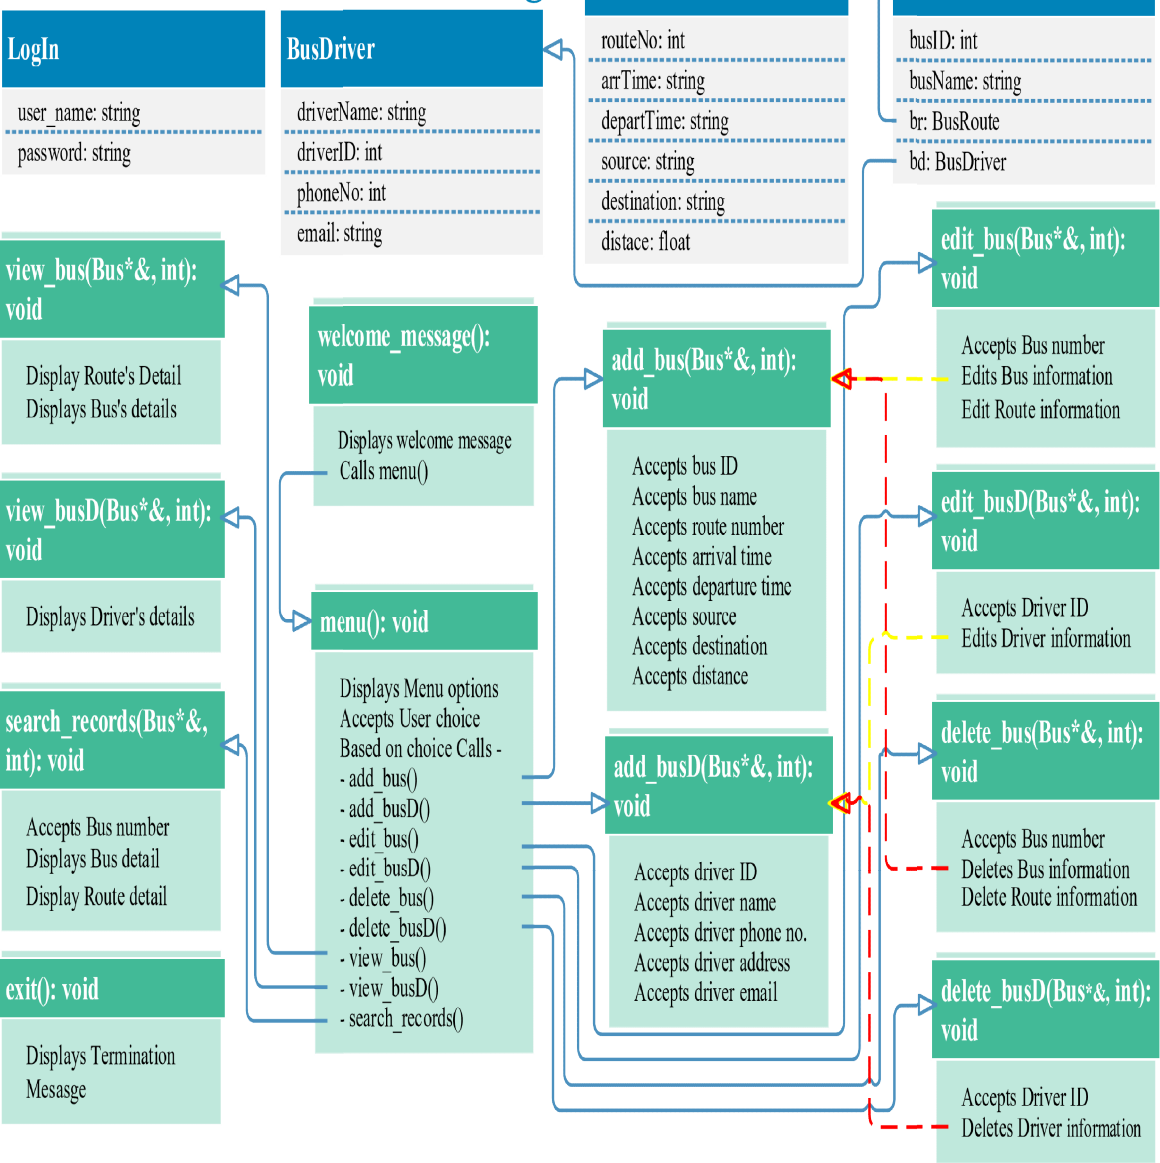 LogIn
user_name: string
password: string
BusDriver
driverName: string
driverID: int
phoneNo: int
email: string
routeNo: int
arrTime: string
departTime: string
source: string
destination: string
distace: float
busID: int
busName: string
br: BusRoute
bd: BusDriver
view_bus(Bus*&, int):
void
Display Route's Detail
Displays Bus's details
view_busD(Bus*&, int):
void
Displays Driver's details
search_records(Bus*&,
int): void
Accepts Bus number
Displays Bus detail
Display Route detail
exit(): void
Displays Termination
Mesasge
welcome_message():
void
Displays welcome message
Calls menu()
menu(): void
Displays Menu options
Accepts User choice
Based on choice Calls -
- add_bus()
- add_busD()
- edit_bus()
- edit_busD()
- delete_bus()
- delete_busD()
- view_bus()
- view_busD()
- search_records()
add_bus(Bus*&, int):
void
Accepts bus ID
Accepts bus name
Accepts route number
Accepts arrival time
Accepts departure time
Accepts source
Accepts destination
Accepts distance
add_busD(Bus*&, int):
void
Accepts driver ID
Accepts driver name
Accepts driver phone no.
Accepts driver address
Accepts driver email
edit_bus(Bus*&, int):
void
Accepts Bus number
Edits Bus information
Edit Route information
edit_busD(Bus*&, int):
void
Accepts Driver ID
Edits Driver information
delete_bus(Bus*&, int):
void
Accepts Bus number
Deletes Bus information
Delete Route information
delete_busD(Bus*&, int):
void
Accepts Driver ID
Deletes Driver information